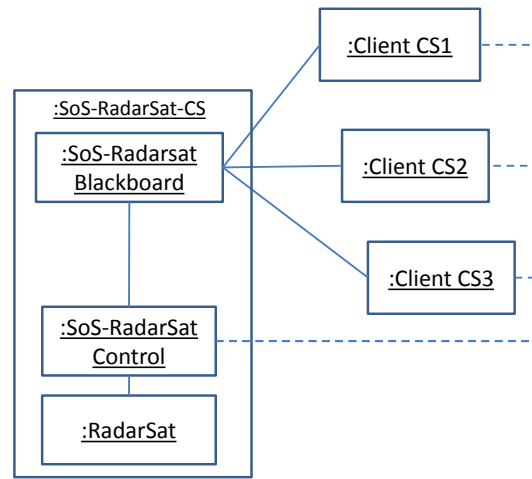 :Client CS1
:SoS-RadarSat-CS
:SoS-Radarsat
Blackboard
:Client CS2
:Client CS3
:SoS-RadarSat
Control
:RadarSat